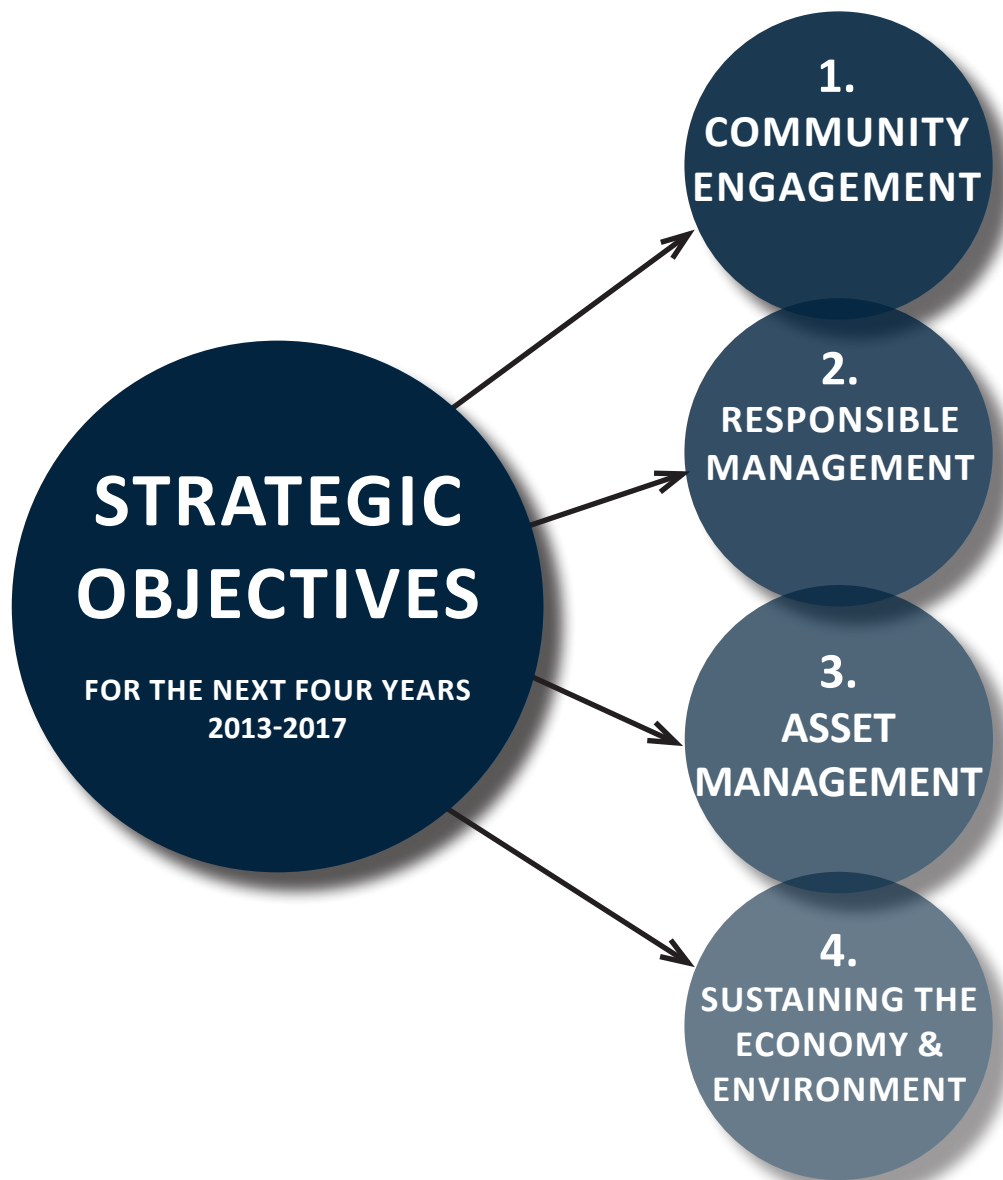 STRATEGIC
OBJECTIVES
FOR THE NEXT FOUR YEARS
2013-2017
1.
COMMUNITY
ENGAGEMENT
2.
RESPONSIBLE
MANAGEMENT
3.
ASSET
MANAGEMENT
4.
SUSTAINING THE
ECONOMY &
ENVIRONMENT